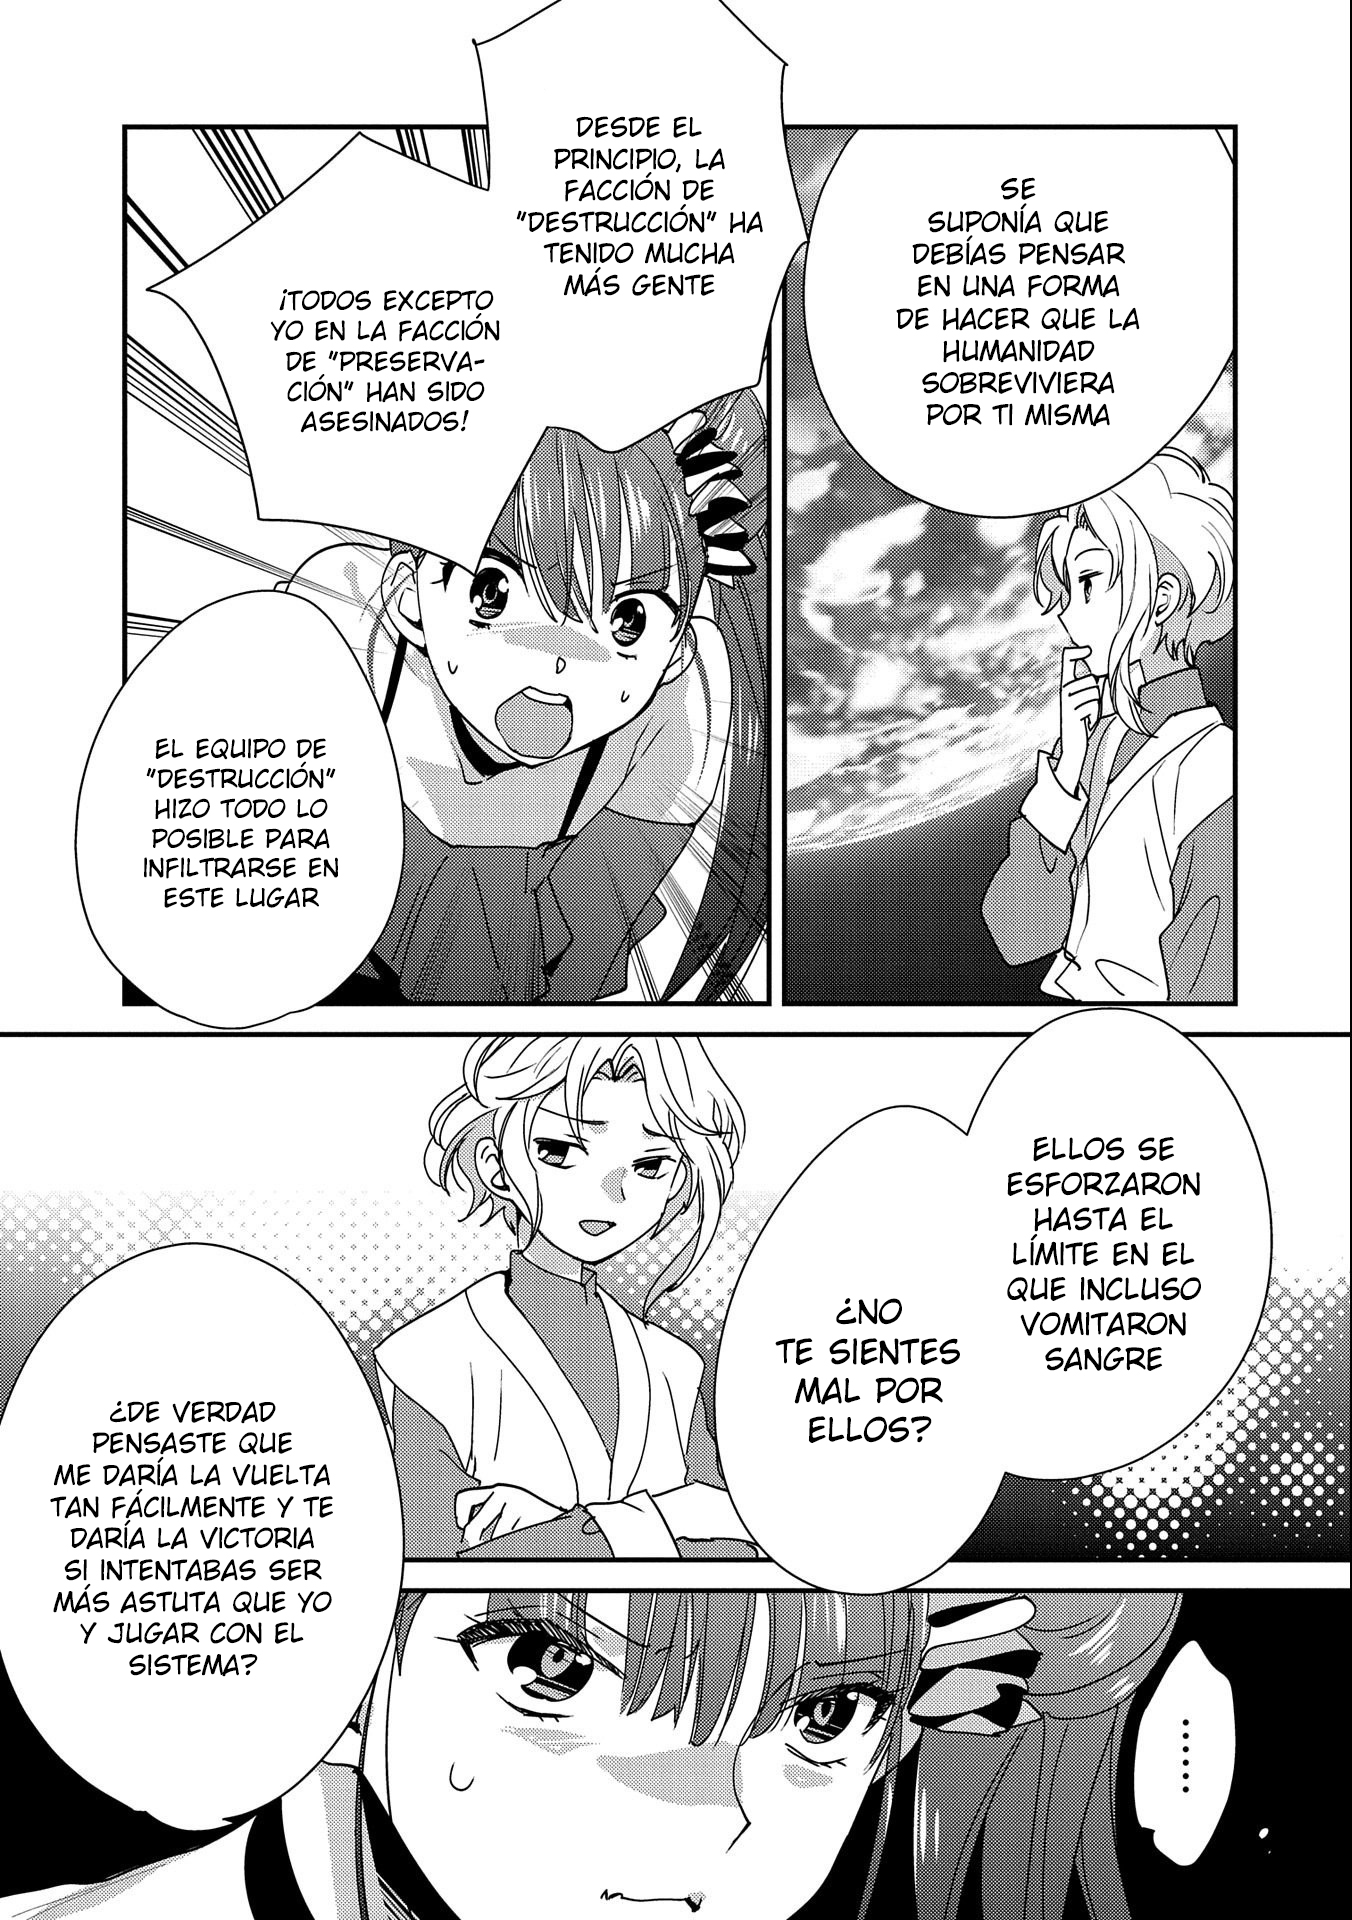 SE
SUPONÍA QUE
DEBÍAS PENSAR
EN UNA FORMA
DE HACER QUE LA
HUMANIDAD
SOBREVIVIERA
POR TI MISMA
DESDE EL
PRINCIPIO, LA
FACCIÓN DE
"DESTRUCCIÓN" HA
TENIDO MUCHA
MÁS GENTE
¡TODOS EXCEPTO
YO EN LA FACCIÓN
DE "PRESERVA-
CIÓN" HAN SIDO
ASESINADOS!
EL EQUIPO DE
"DESTRUCCIÓN"
HIZO TODO LO
POSIBLE PARA
INFILTRARSE EN
ESTE LUGAR
ELLOS SE
ESFORZARON
HASTA EL
LÍMITE EN EL
QUE INCLUSO
VOMITARON
SANGRE
¿NO
TE SIENTES
MAL POR
ELLOS?
¿DE VERDAD
PENSASTE QUE
ME DARÍA LA VUELTA
TAN FÁCILMENTE Y TE
DARÍA LA VICTORIA
SI INTENTABAS SER
MÁS ASTUTA QUE YO
Y JUGAR CON EL
SISTEMA?
......